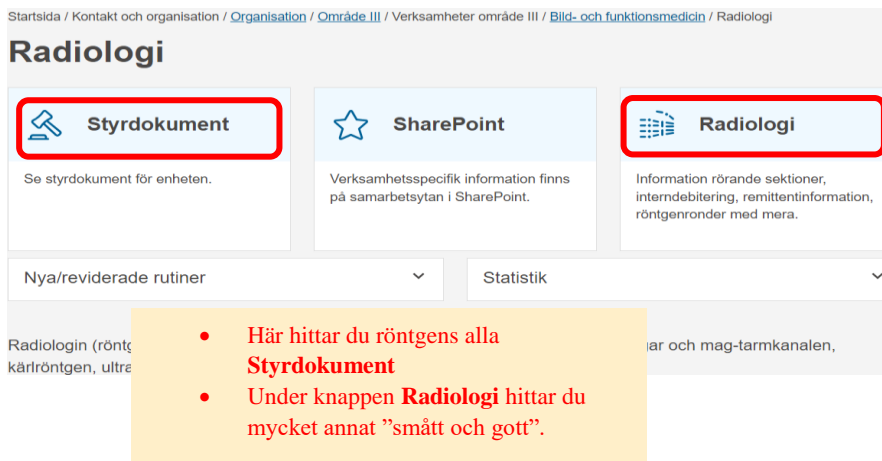 Startsida / Kontakt och organisation / Organisation / Område III / Verksamheter område III / Bild- och funktionsmedicin / Radiologi
Radiologi
Styrdokument
Se styrdokument för enheten.
SharePoint
Verksamhetsspecifik information finns
på samarbetsytan i SharePoint.
Radiologi
Information rörande sektioner,
interndebitering, remittentinformation,
röntgenronder med mera.
Nya/reviderade rutiner
Statistik
Radiologin (röntg
ar och mag-tarmkanalen,
kärlröntgen, ultra
• Här hittar du röntgens alla
Styrdokument
• Under knappen Radiologi hittar du
mycket annat ”smått och gott”.